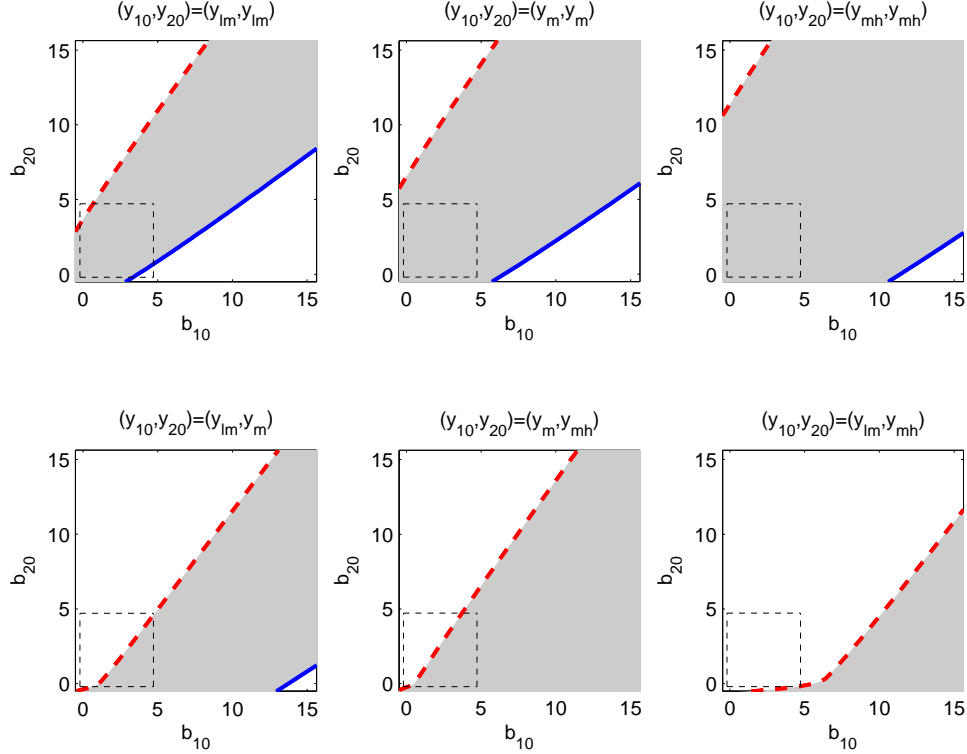 (y10,y20)=(ylm,ylm) (y10,y20)=(ym,ym) (y10,y20)=(ymh,ymh)
15 15 15
10 10 10
b20 b20 b20
5 5 5
0 0 0
0 5 10 15 0 5 10 15 0 5 10 15
b10 b10 b10
(y10,y20)=(ylm,ym) (y10,y20)=(ym,ymh) (y10,y20)=(ylm,ymh)
15 15 15
10 10 10
b20 b20 b20
5 5 5
0 0 0
0 5 10 15 0 5 10 15 0 5 10 15
b10 b10 b10